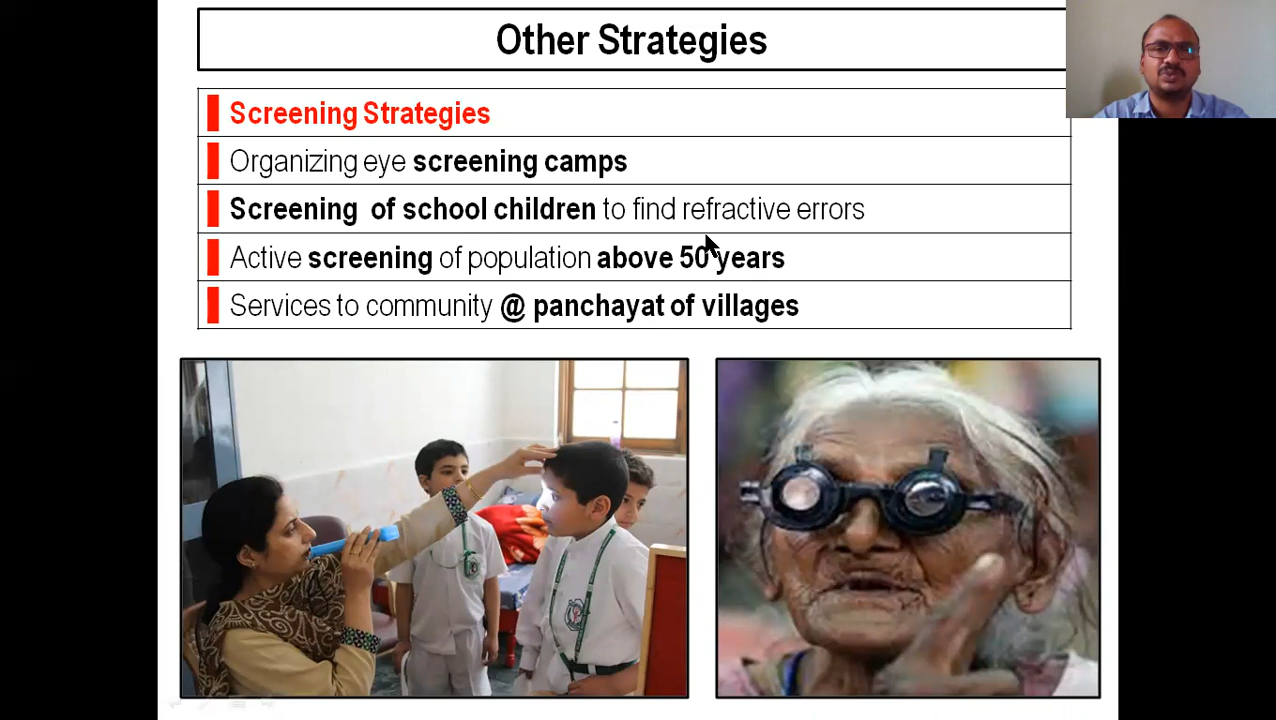 Other Strategies
Screening Strategies
Organizing eye screening camps
Screening of school children to find refractive errors
Active screening of population above 50 years
Services to community @ panchayat of villages